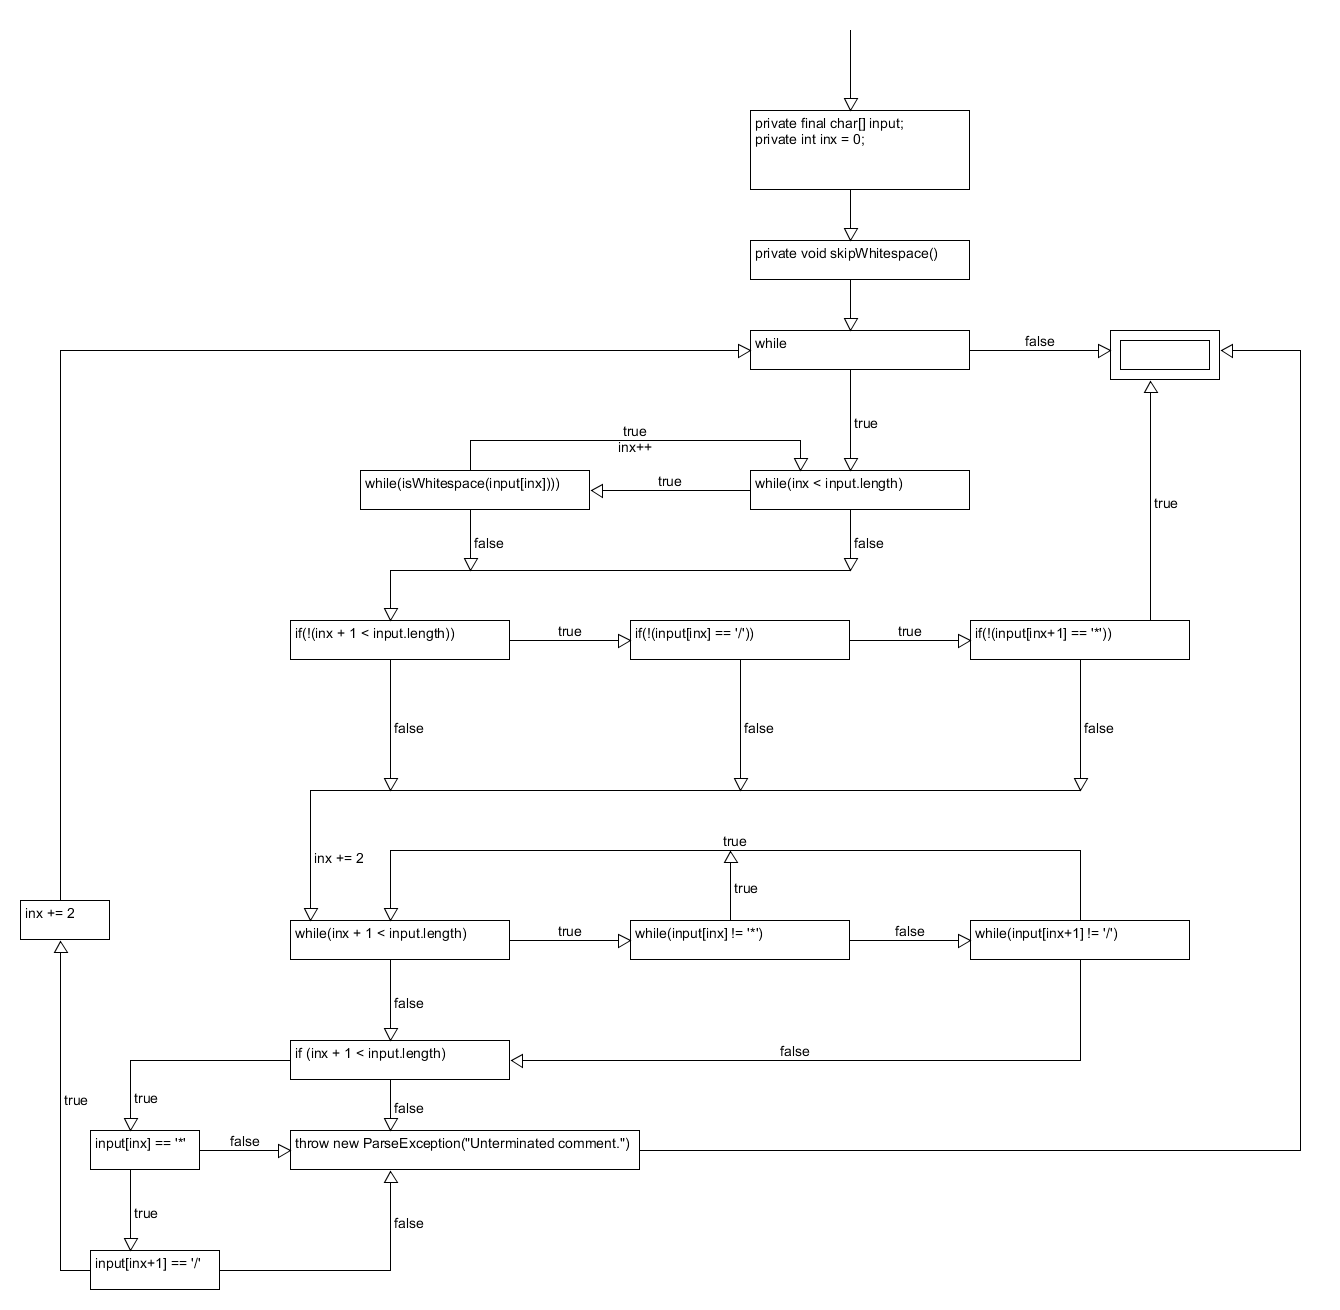 private final char[] input;
private int inx = 0;
private void skipWhitespace()
while
false
true
true
inx++
while(isWhitespace(input[inx])))
true
while(inx < input.length)
true
false
false
if(!(inx + 1 < input.length))
true
if(!(input[inx] == '/'))
true
if(!(input[inx+1] == '*'))
false
false
false
true
inx += 2
true
inx += 2
while(inx + 1 < input.length)
true
while(input[inx] != '*')
false
while(input[inx+1] != '/')
false
if (inx + 1 < input.length)
false
true
true
false
input[inx] == '*'
false
throw new ParseException("Unterminated comment.")
true
false
input[inx+1] == '/'